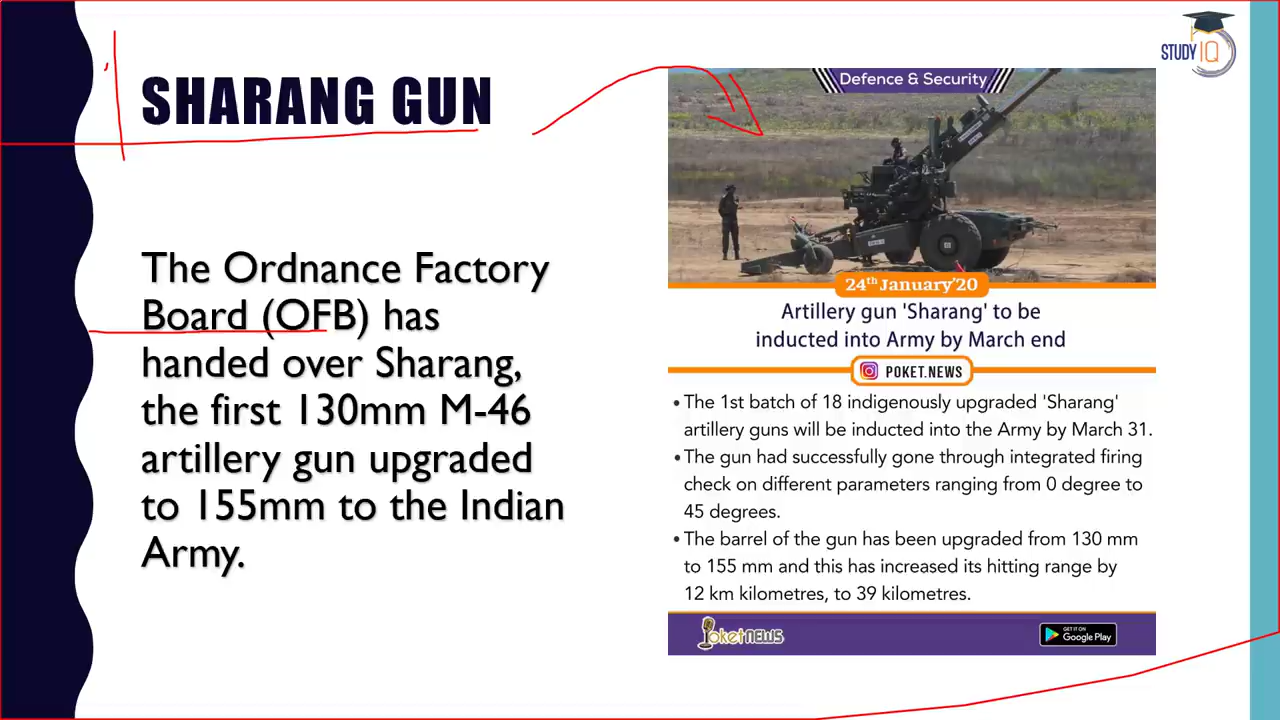 STUDY IQ
SHARANG GUN
The Ordnance Factory
Board (OFB) has
handed over Sharang,
the first 130mm M-46
artillery gun upgraded
to 155mm to the Indian
Army.
Defence & Security
24th January'20
Artillery gun 'Sharang' to be
inducted into Army by March end
POKET.NEWS
• The 1st batch of 18 indigenously upgraded 'Sharang'
artillery guns will be inducted into the Army by March 31.
• The gun had successfully gone through integrated firing
check on different parameters ranging from 0 degree to
45 degrees.
• The barrel of the gun has been upgraded from 130 mm
to 155 mm and this has increased its hitting range by
12 km kilometres, to 39 kilometres.
PoketNEWS
GET IT ON
Google Play